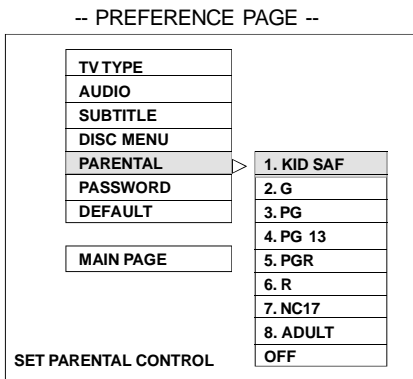 -- PREFERENCE PAGE --
TV TYPE
AUDIO
SUBTITLE
DISC MENU
PARENTAL
PASSWORD
DEFAULT
MAIN PAGE
1. KID SAF
2. G
3. PG
4. PG 13
5. PGR
6. R
7. NC17
8. ADULT
OFF
SET PARENTAL CONTROL